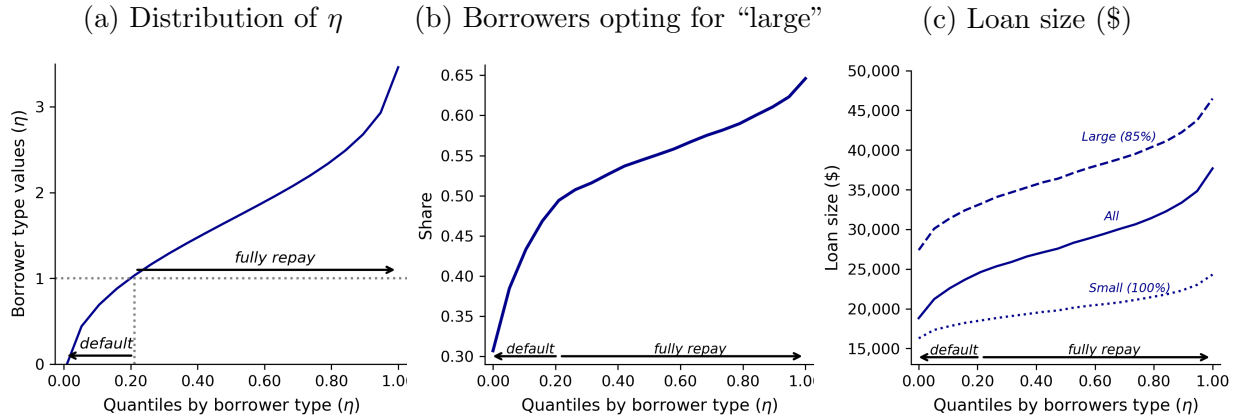 (a) Distribution of η
Borrower type values (η)
3
2
1
0
fully repay
default
0.00 0.20 0.40 0.60 0.80 1.0
Quantiles by borrower type (η)
(b) Borrowers opting for “large”
Share
0.65
0.60
0.55
0.50
0.45
0.40
0.35
0.30
default fully repay
0.00 0.20 0.40 0.60 0.80 1.0
Quantiles by borrower type (η)
(c) Loan size ($)
Loan size ($)
50,000
45,000
40,000
35,000
30,000
25,000
20,000
15,000
Large (85%)
All
Small (100%)
default fully repay
0.00 0.20 0.40 0.60 0.80 1.00
Quantiles by borrowers type (η)